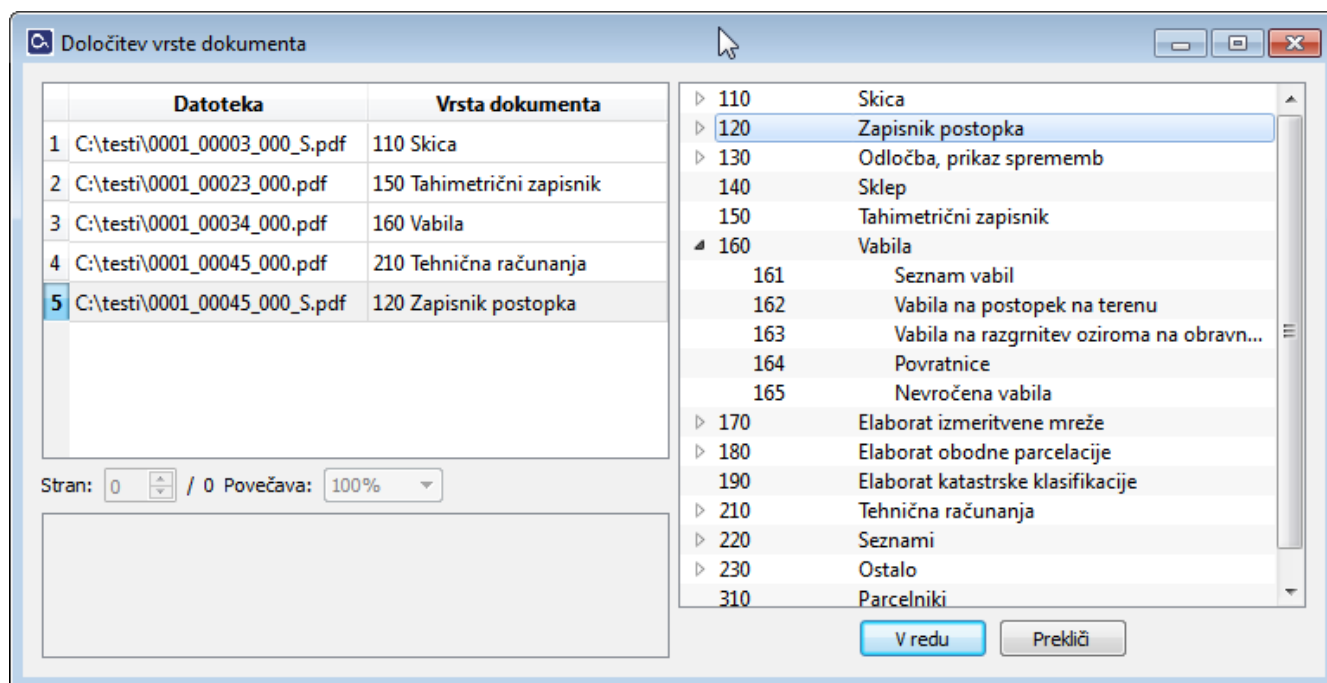 Določitev vrste dokumenta
Datoteka Vrsta dokumenta
1 C:\testi\0001_00003_000_S.pdf 110 Skica
2 C:\testi\0001_00023_000.pdf 150 Tahimetrični zapisnik
3 C:\testi\0001_00034_000.pdf 160 Vabila
4 C:\testi\0001_00045_000.pdf 210 Tehnična računanja
5 C:\testi\0001_00045_000_S.pdf 120 Zapisnik postopka
Stran: 0 / 0 Povečava: 100%
110 Skica
120 Zapisnik postopka
130 Odločba, prikaz sprememb
140 Sklep
150 Tahimetrični zapisnik
160 Vabila
161 Seznam vabil
162 Vabila na postopek na terenu
163 Vabila na razgrnitev oziroma na obravn...
164 Povratnice
165 Nevročena vabila
170 Elaborat izmeritvene mreže
180 Elaborat obodne parcelacije
190 Elaborat katastrske klasifikacije
210 Tehnična računanja
220 Seznami
230 Ostalo
310 Parcelniki
V redu Prekliči